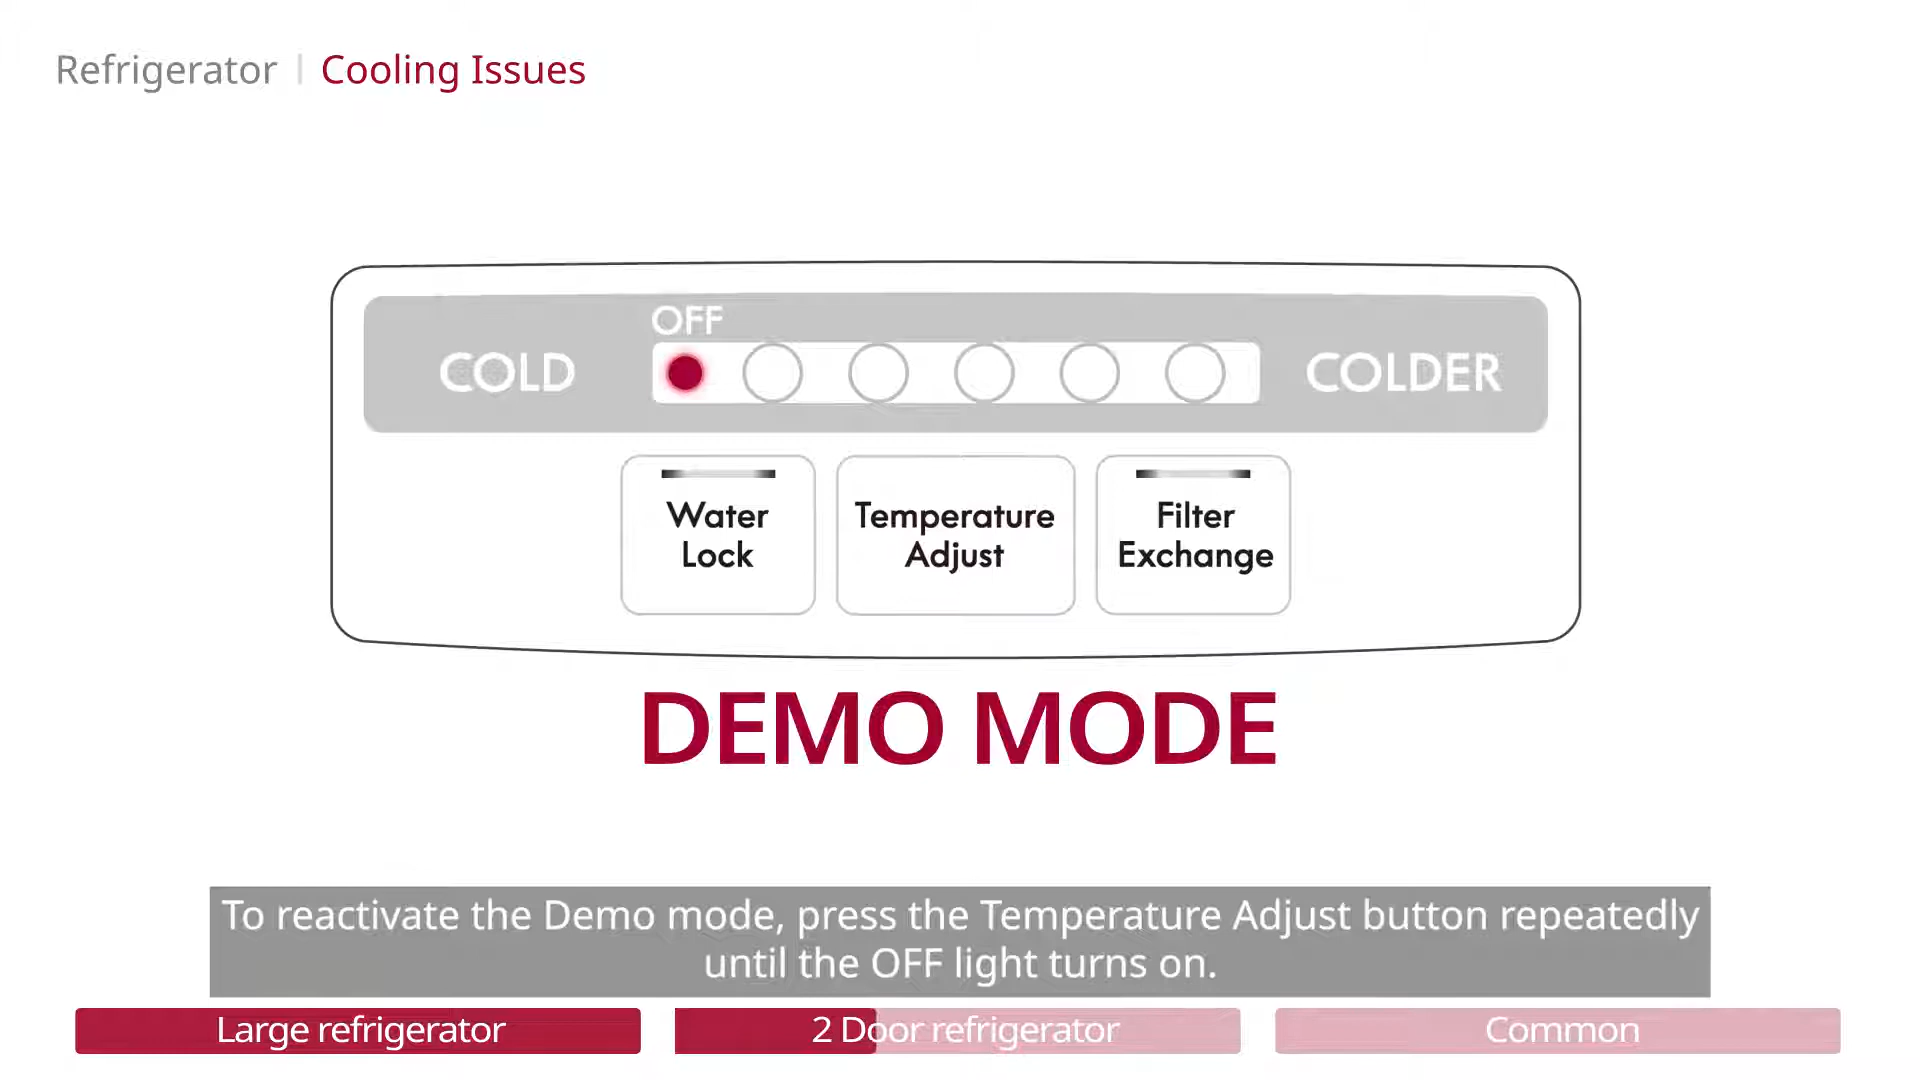 Refrigerator | Cooling Issues
OFF
COLD COLDER
Water
Lock
Temperature
Adjust
Filter
Exchange
DEMO MODE
To reactivate the Demo mode, press the Temperature Adjust button repeatedly
until the OFF light turns on.
Large refrigerator 2 Door refrigerator Common